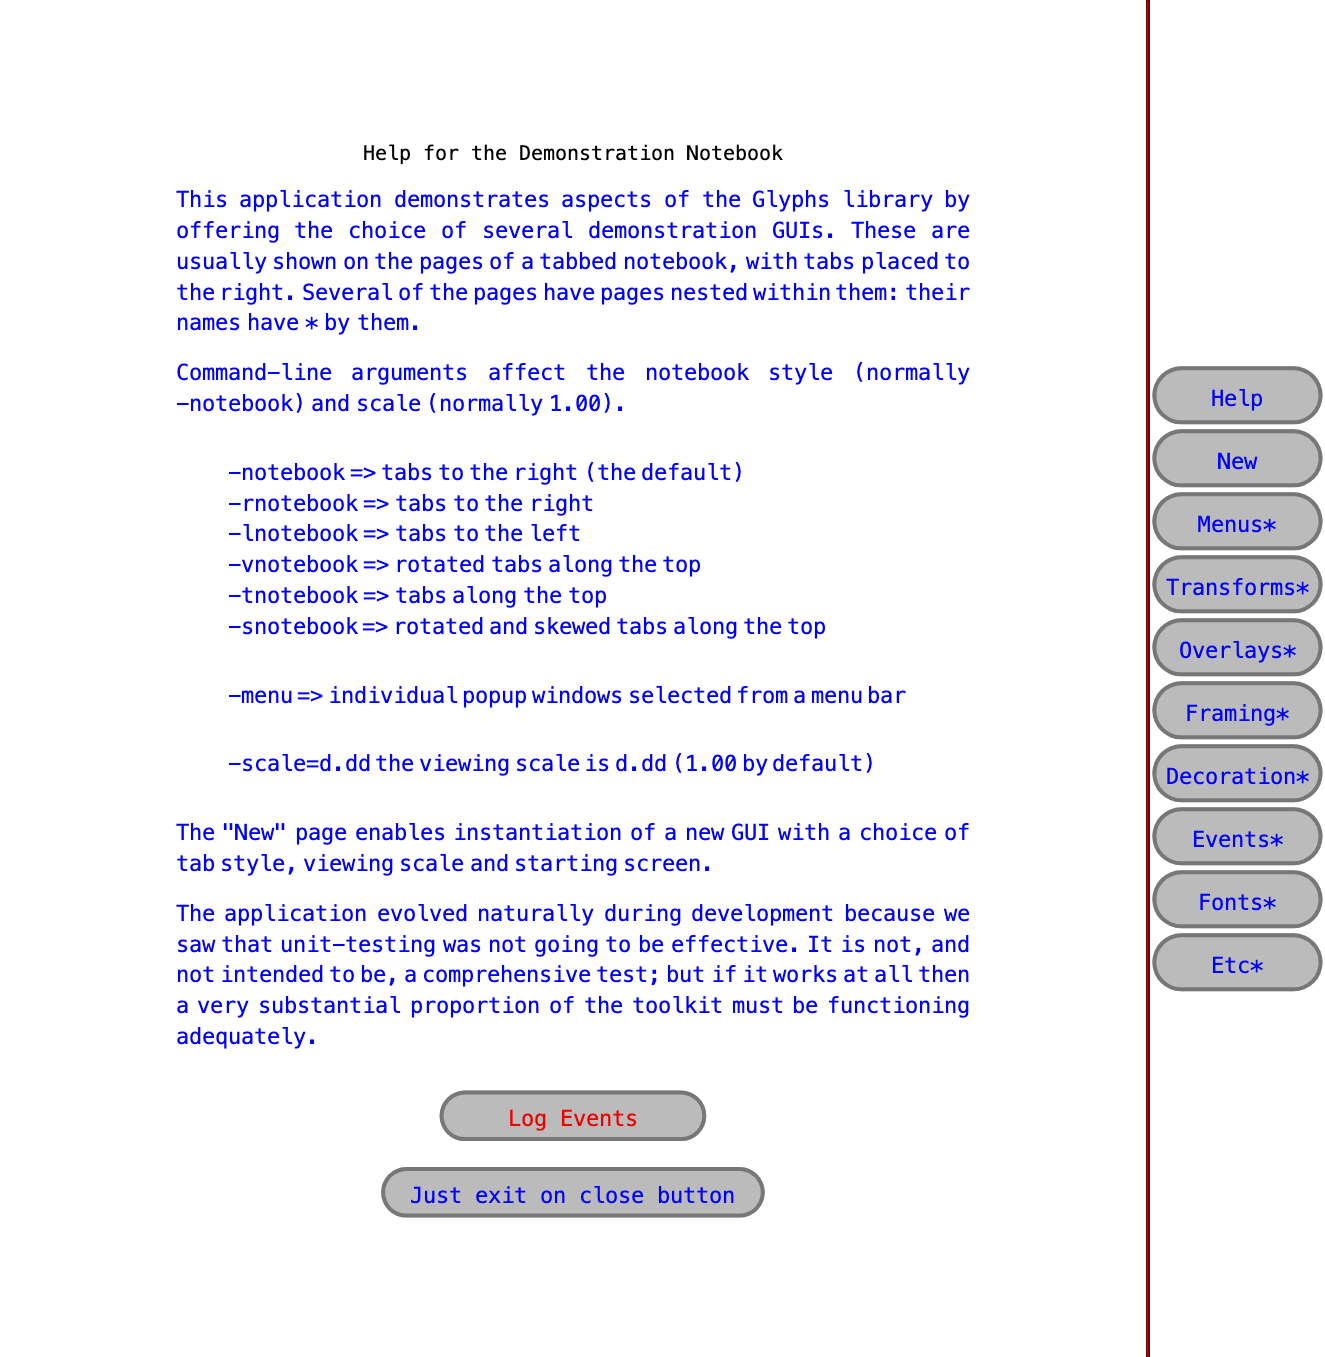 Help for the Demonstration Notebook
This application demonstrates aspects of the Glyphs library by
offering the choice of several demonstration GUIs. These are
usually shown on the pages of a tabbed notebook, with tabs placed to
the right. Several of the pages have pages nested within them: their
names have * by them.
Command-line arguments affect the notebook style (normally
-notebook) and scale (normally 1.00).
-notebook => tabs to the right (the default)
-rnotebook => tabs to the right
-lnotebook => tabs to the left
-vnotebook => rotated tabs along the top
-tnotebook => tabs along the top
-snotebook => rotated and skewed tabs along the top
-menu => individual popup windows selected from a menu bar
-scale=d.dd the viewing scale is d.dd (1.00 by default)
The "New" page enables instantiation of a new GUI with a choice of
tab style, viewing scale and starting screen.
The application evolved naturally during development because we
saw that unit-testing was not going to be effective. It is not, and
not intended to be, a comprehensive test; but if it works at all then
a very substantial proportion of the toolkit must be functioning
adequately.
Log Events
Just exit on close button
Help
New
Menus*
Transforms*
Overlays*
Framing*
Decoration*
Events*
Fonts*
Etc*